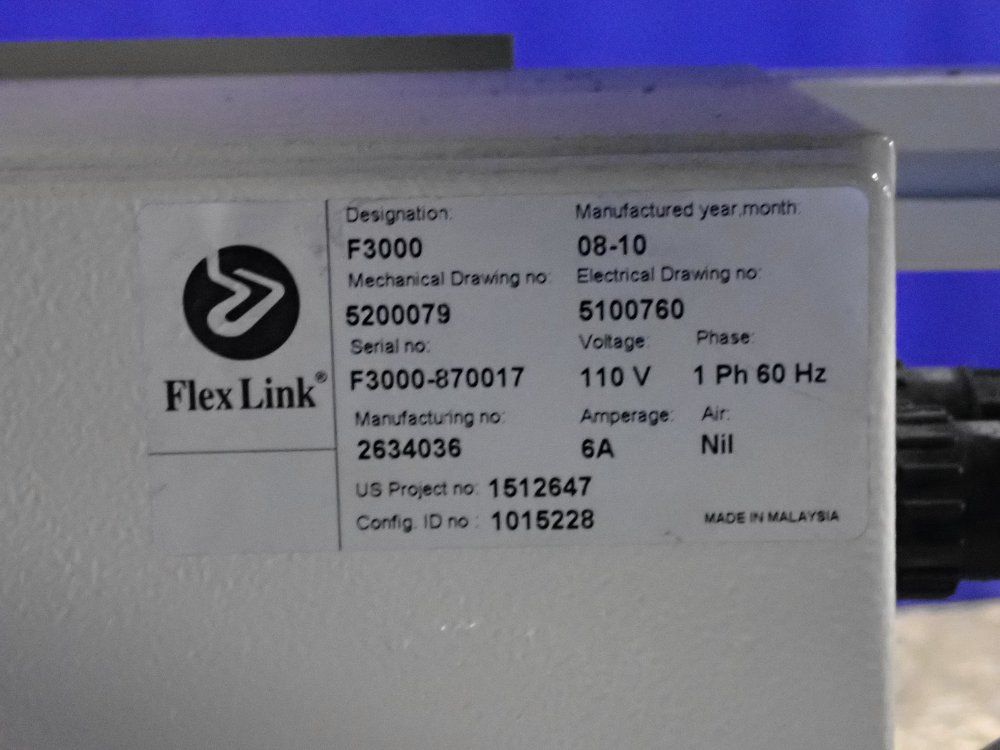 Flex Link®
Designation: Manufactured year,month:
F3000 08-10
Mechanical Drawing no: Electrical Drawing no:
5200079 5100760
Serial no: Voltage: Phase:
F3000-870017 110 V 1 Ph 60 Hz
Manufacturing no: Amperage: Air:
2634036 6A Nil
US Project no: 1512647
Config. ID no : 1015228 MADE IN MALAYSIA